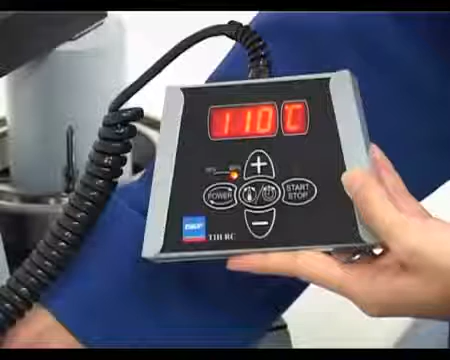 110 °C
+
POWER
START
STOP
−
SKF
TIH RC